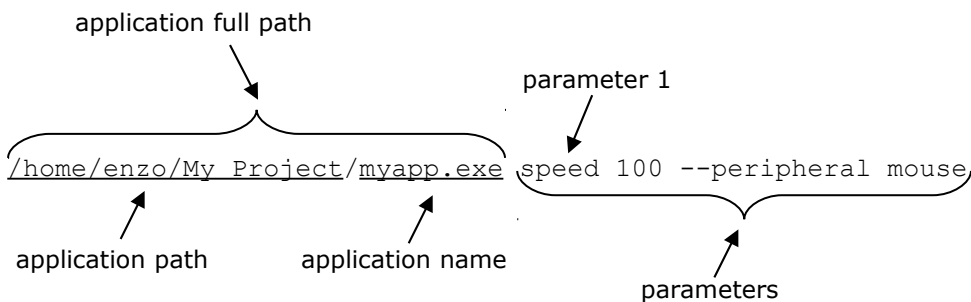 application full path
parameter 1
/home/enzo/My Project/myapp.exe speed 100 --peripheral mouse
application path
application name
parameters